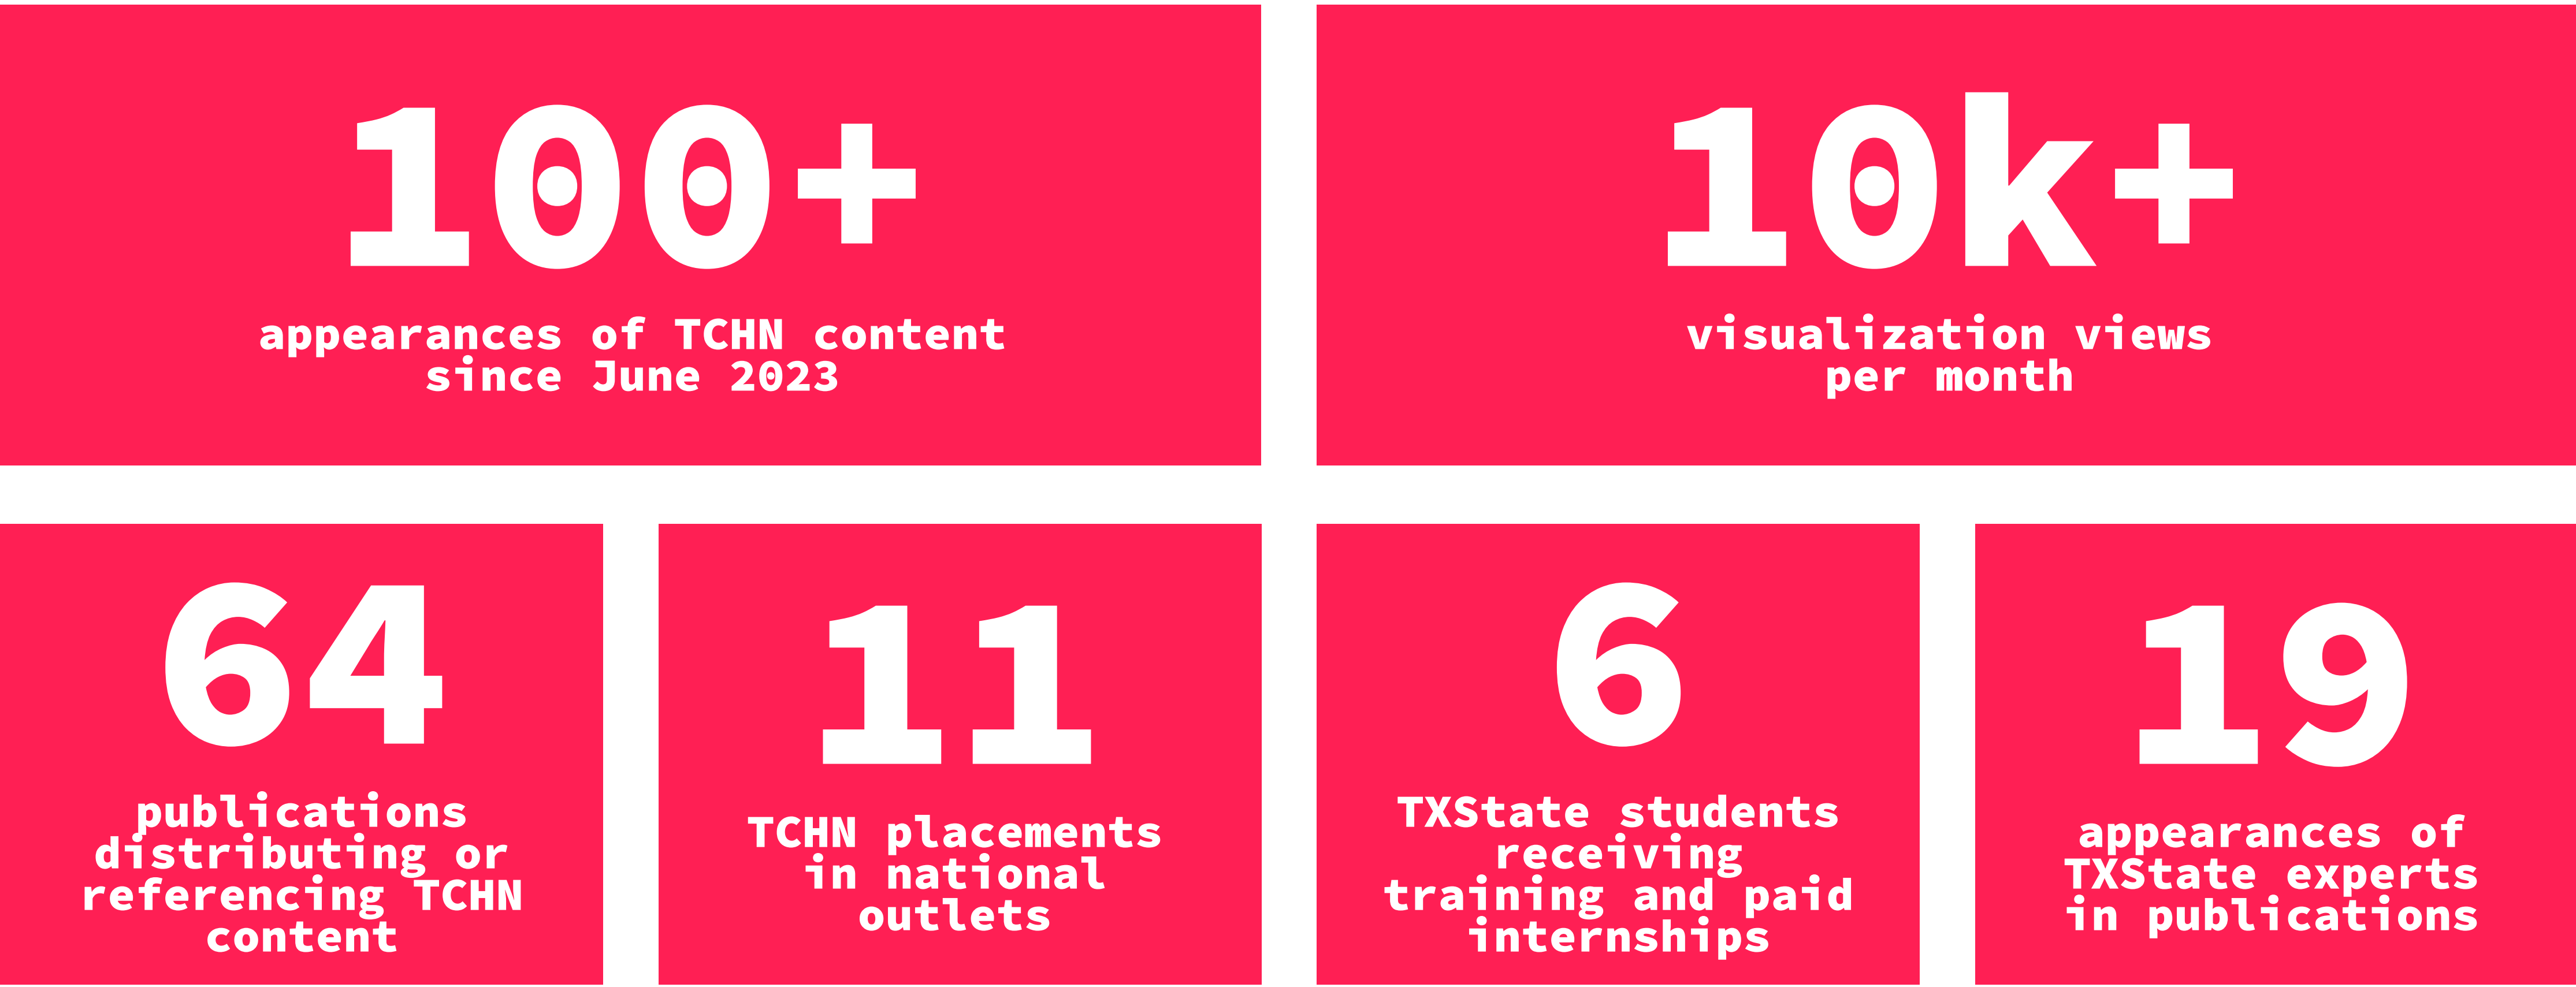 100+
appearances of TCHN content
since June 2023
10k+
visualization views
per month
64
publications
distributing or
referencing TCHN
content
11
TCHN placements
in national
outlets
6
TXState students
receiving
training and paid
internships
19
appearances of
TXState experts
in publications